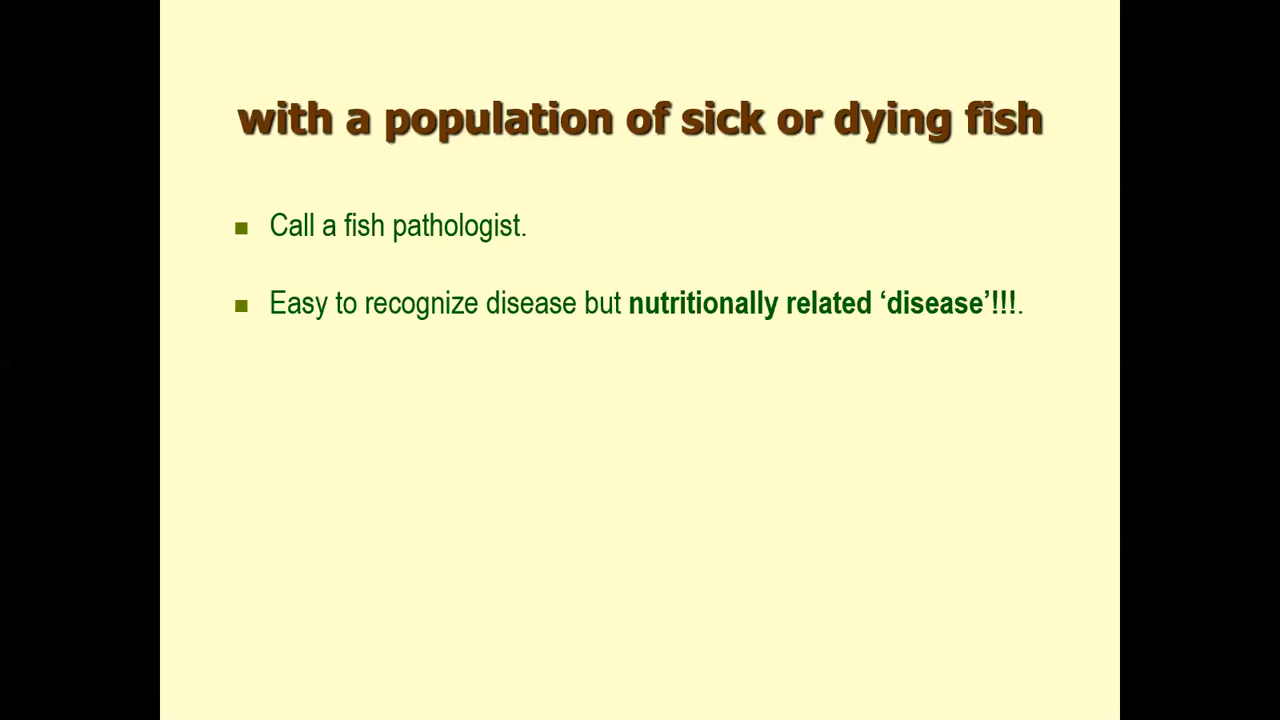 with a population of sick or dying fish
Call a fish pathologist.
Easy to recognize disease but nutritionally related ‘disease’!!!.